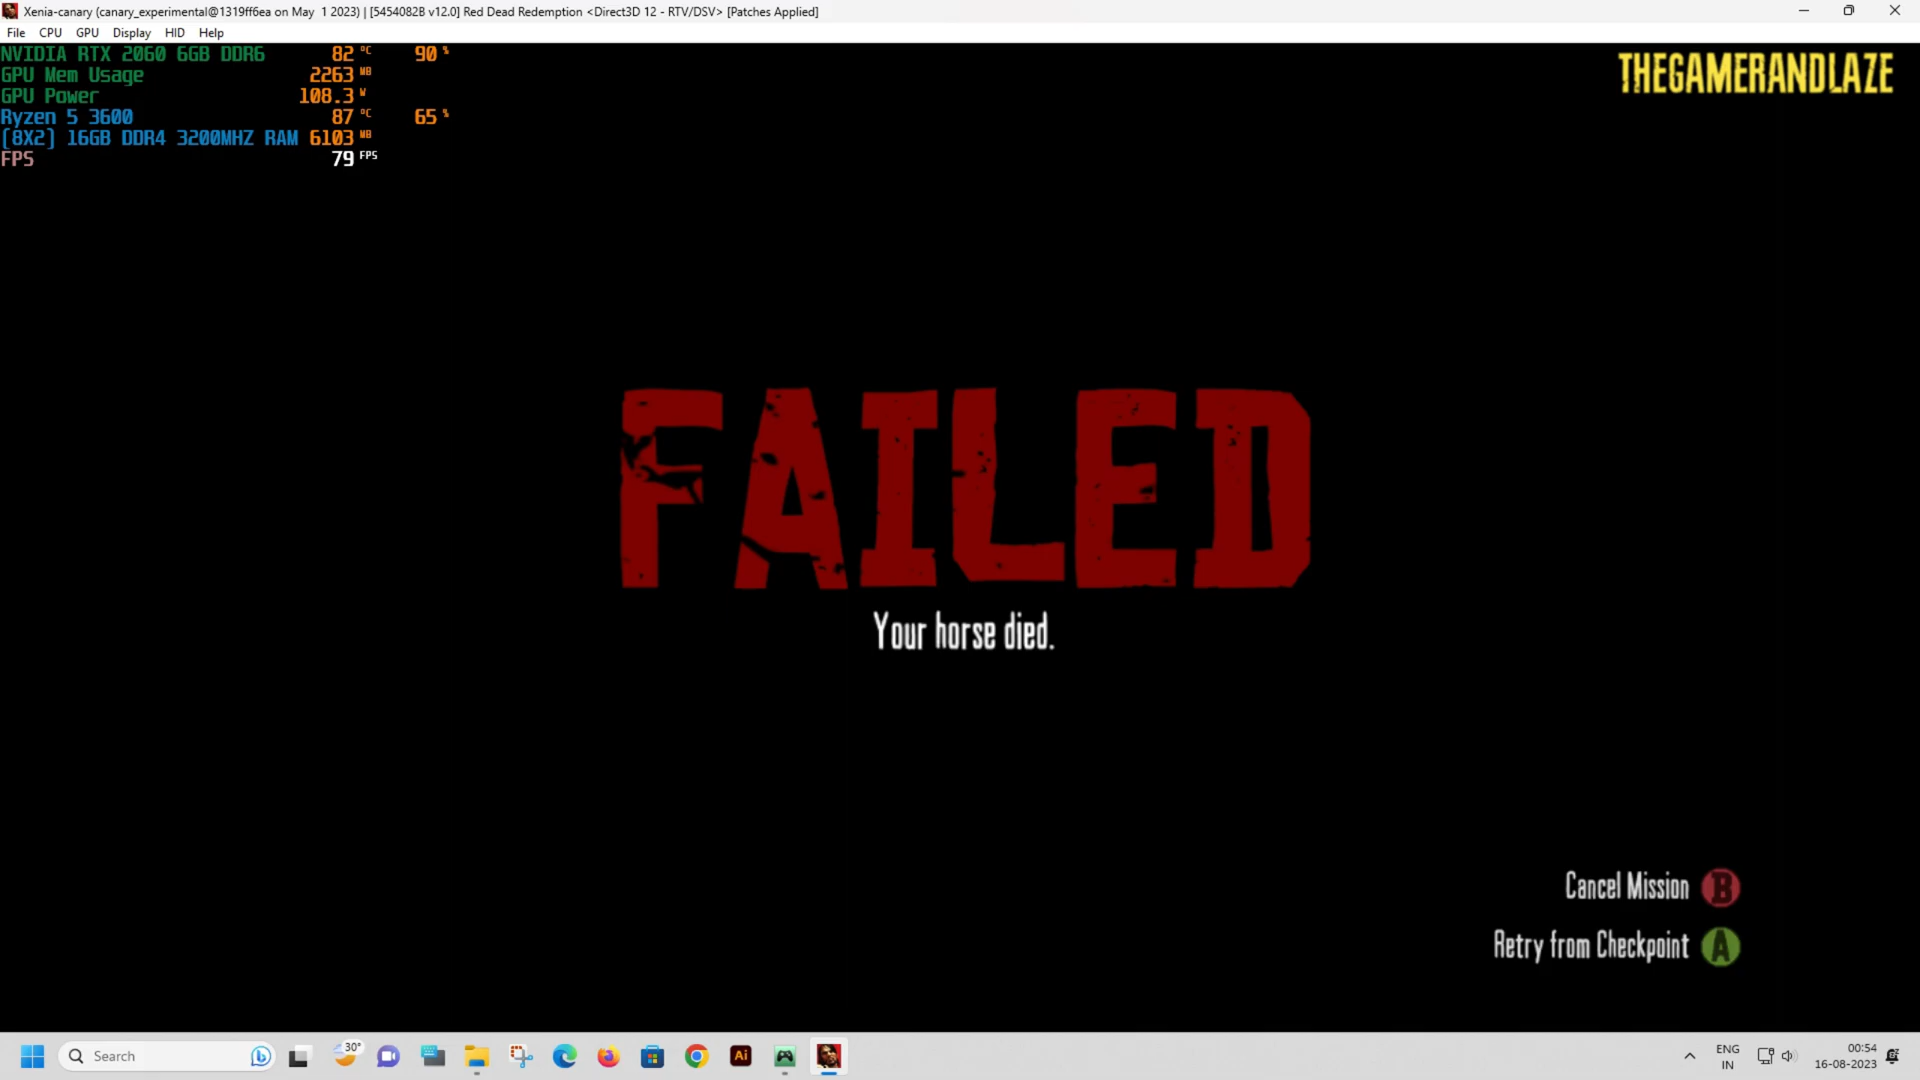 Xenia-canary (canary_experimental@1319ff6ea on May 1 2023) | [5454082B v12.0] Red Dead Redemption <Direct3D 12 - RTV/DSV> [Patches Applied]
File CPU GPU Display HID Help
NVIDIA RTX 2060 6GB DDR6 82 °C 90 %
GPU Mem Usage 2263 MB
GPU Power 108.3 W
Ryzen 5 3600 87 °C 65 %
[8X2] 16GB DDR4 3200MHZ RAM 6103 MB
FPS 79 FPS
THEGAMERANDLAZE
FAILED
Your horse died.
Cancel Mission B
Retry from Checkpoint A
Search
30°
Ai
ENG
IN
00:54
16-08-2023